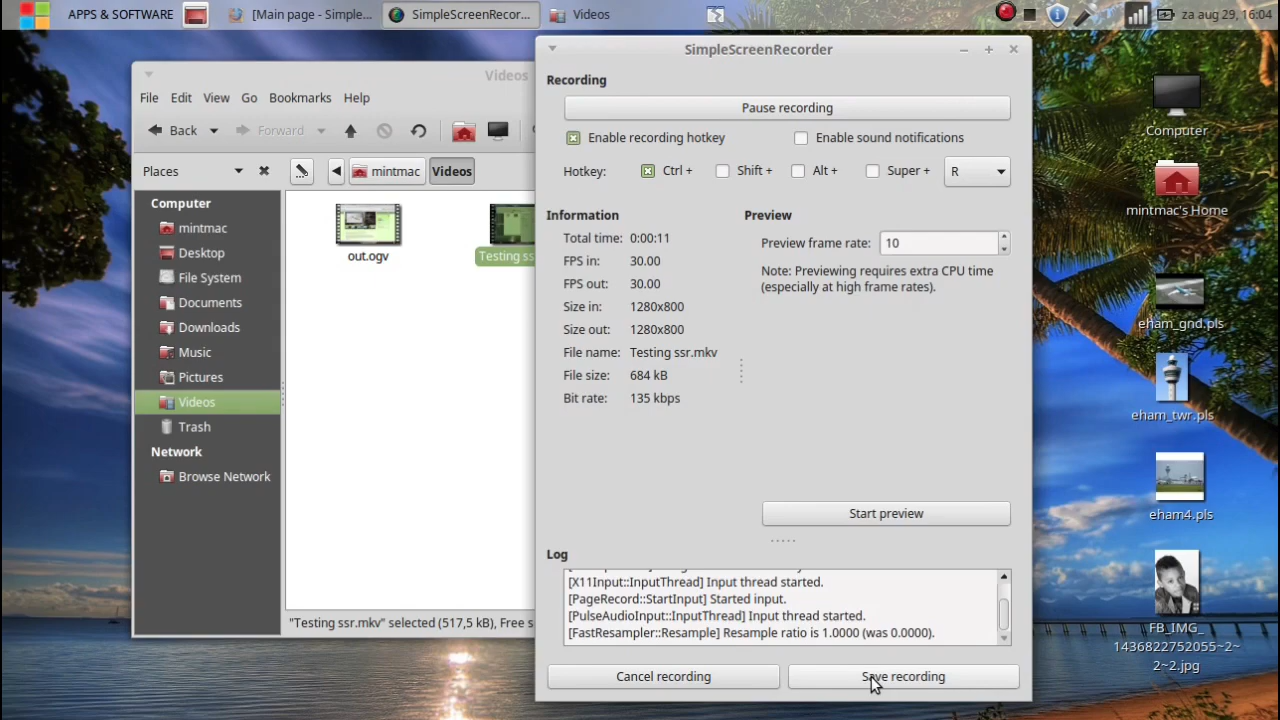 APPS & SOFTWARE
[Main page - Simple...
SimpleScreenRecor...
Videos
za aug 29, 16:04
Videos
File Edit View Go Bookmarks Help
Back Forward
Places
mintmac
Videos
Computer
mintmac
Desktop
File System
Documents
Downloads
Music
Pictures
Videos
Trash
Network
Browse Network
out.ogv
Testing ss
"Testing ssr.mkv" selected (517,5 kB), Free s
SimpleScreenRecorder
Recording
Pause recording
Enable recording hotkey
Enable sound notifications
Hotkey: Ctrl + Shift + Alt + Super + R
Information
Total time: 0:00:11
FPS in: 30.00
FPS out: 30.00
Size in: 1280x800
Size out: 1280x800
File name: Testing ssr.mkv
File size: 684 kB
Bit rate: 135 kbps
Preview
Preview frame rate: 10
Note: Previewing requires extra CPU time
(especially at high frame rates).
Start preview
Log
[X11Input::InputThread] Input thread started.
[PageRecord::StartInput] Started input.
[PulseAudioInput::InputThread] Input thread started.
[FastResampler::Resample] Resample ratio is 1.0000 (was 0.0000).
Cancel recording
Save recording
Computer
mintmac's Home
eham_gnd.pls
eham_twr.pls
eham4.pls
FB_IMG_
1436822752055~2~
2~2.jpg